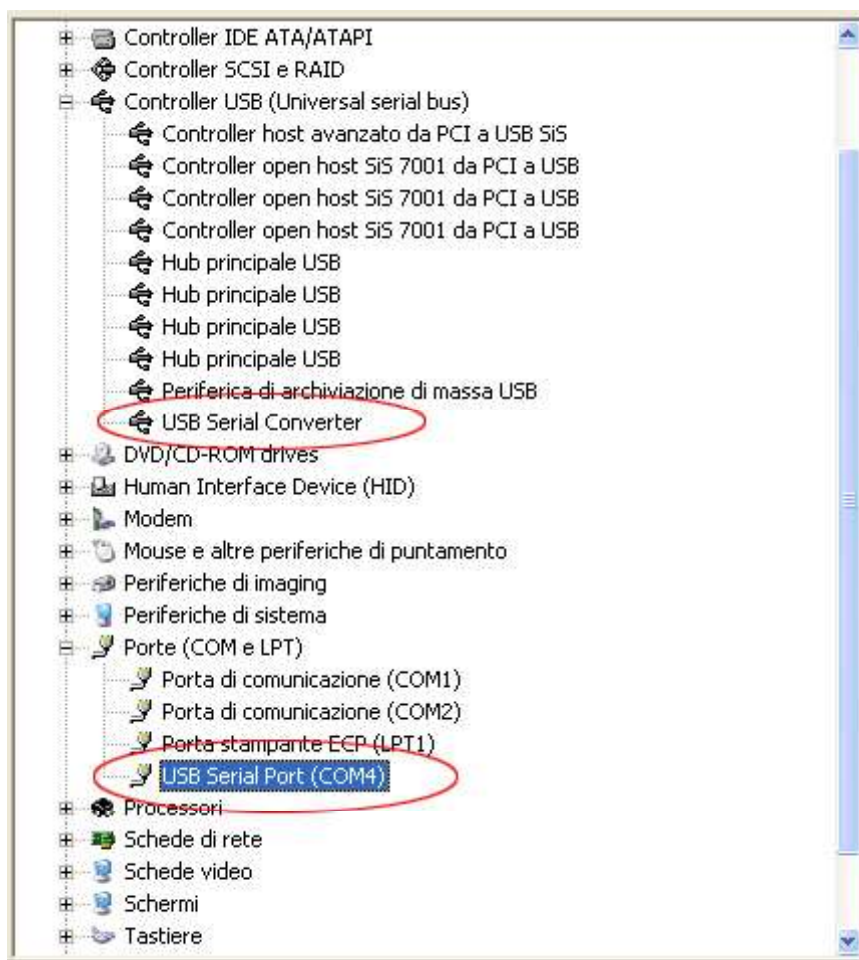 Controller IDE ATA/ATAPI
Controller SCSI e RAID
Controller USB (Universal serial bus)
Controller host avanzato da PCI a USB SiS
Controller open host SiS 7001 da PCI a USB
Controller open host SiS 7001 da PCI a USB
Controller open host SiS 7001 da PCI a USB
Hub principale USB
Hub principale USB
Hub principale USB
Hub principale USB
Periferica di archiviazione di massa USB
USB Serial Converter
DVD/CD-ROM drives
Human Interface Device (HID)
Modem
Mouse e altre periferiche di puntamento
Periferiche di imaging
Periferiche di sistema
Porte (COM e LPT)
Porta di comunicazione (COM1)
Porta di comunicazione (COM2)
Porta stampante ECP (LPT1)
USB Serial Port (COM4)
Processori
Schede di rete
Schede video
Schermi
Tastiere